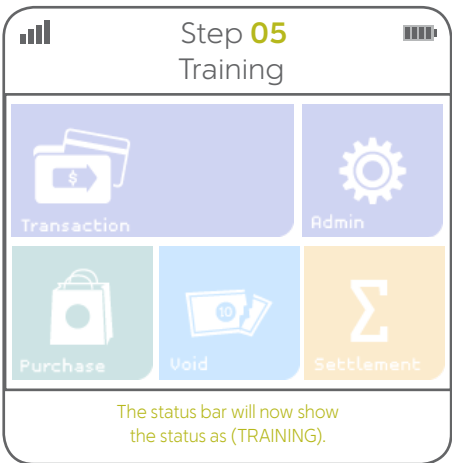 Step 05
Training
$
Transaction
Admin
10
Purchase
Void
Settlement
The status bar will now show
the status as (TRAINING).